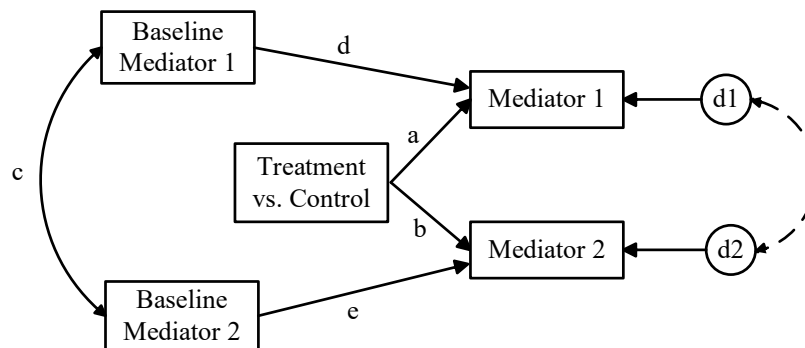 Baseline
Mediator 1
d
Mediator 1
d1
a
Treatment
vs. Control
c
b
Mediator 2
d2
Baseline
Mediator 2
e